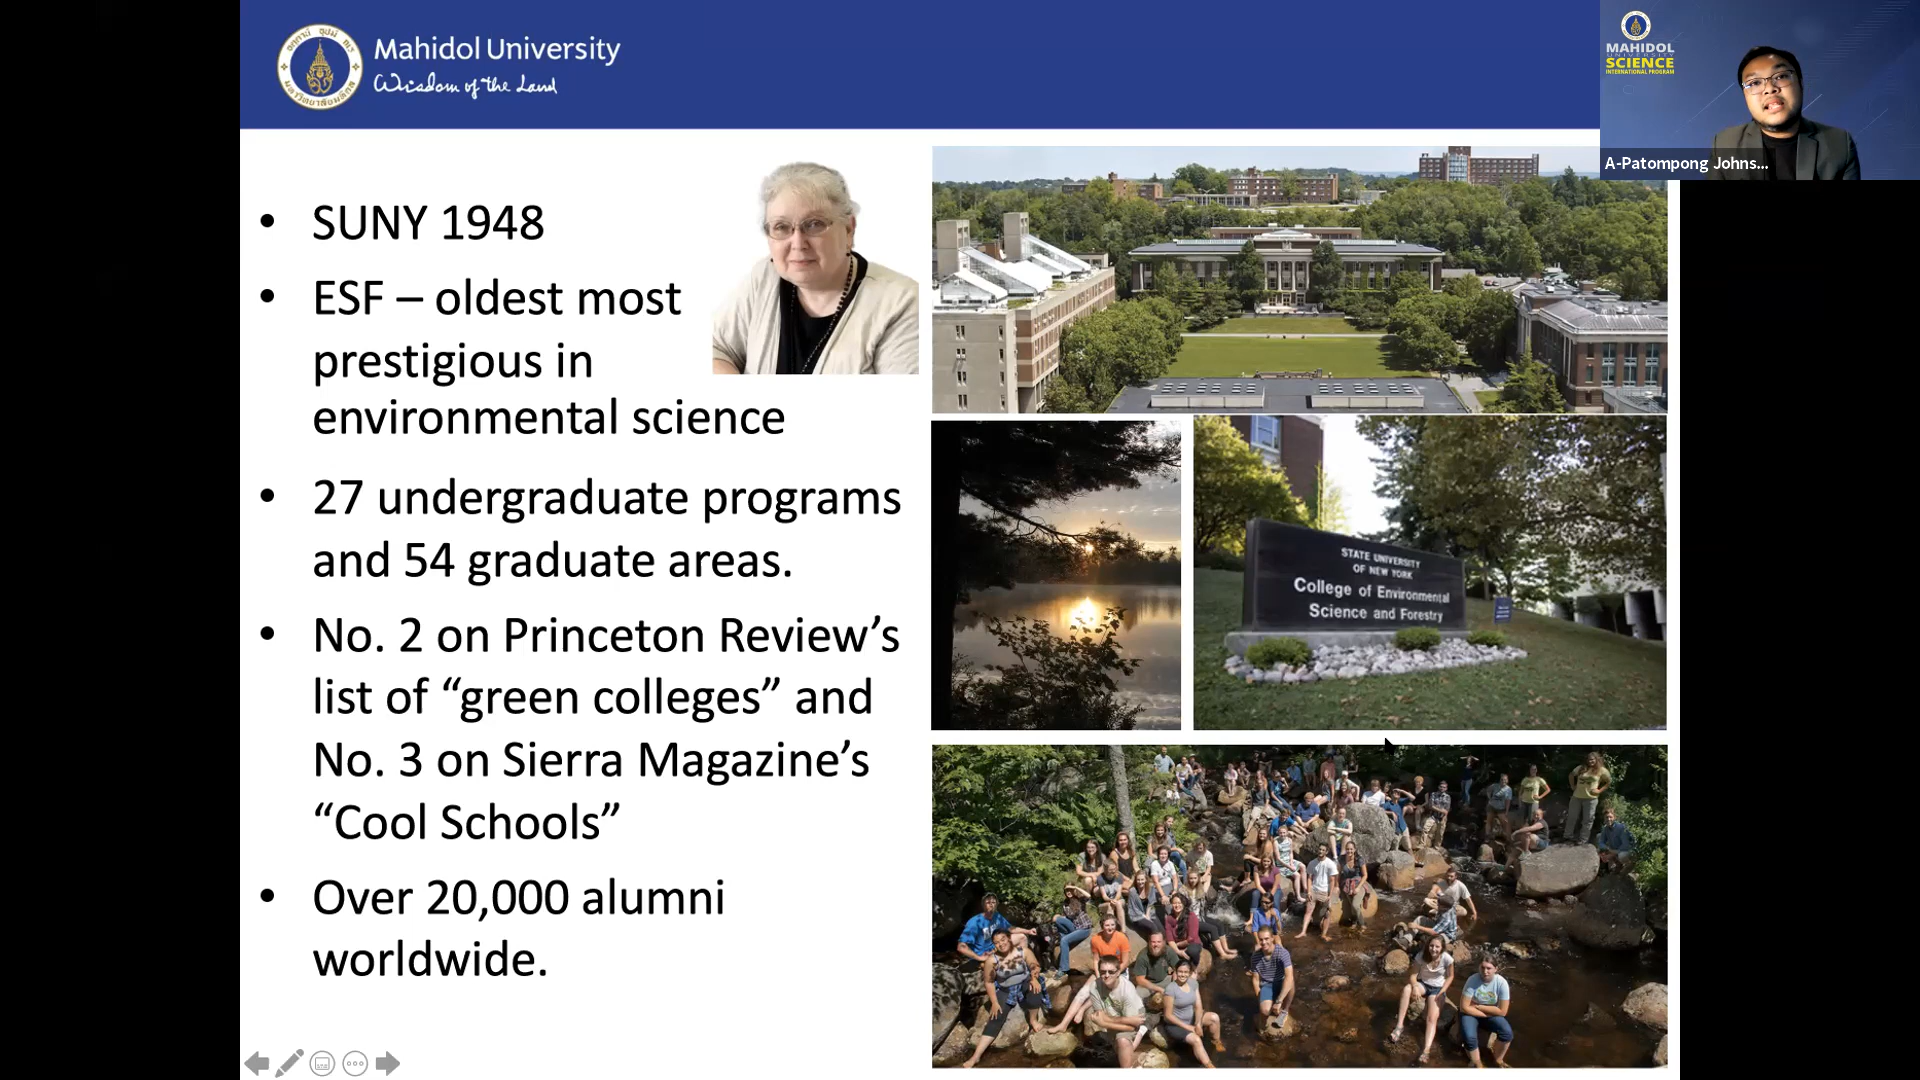 Mahidol University
Wisdom of the Land
MAHIDOL
UNIVERSITY
SCIENCE
INTERNATIONAL PROGRAM
A-Patompong Johns...
• SUNY 1948
• ESF – oldest most
prestigious in
environmental science
• 27 undergraduate programs
and 54 graduate areas.
• No. 2 on Princeton Review’s
list of “green colleges” and
No. 3 on Sierra Magazine’s
“Cool Schools”
• Over 20,000 alumni
worldwide.
STATE UNIVERSITY
OF NEW YORK
College of Environmental
Science and Forestry